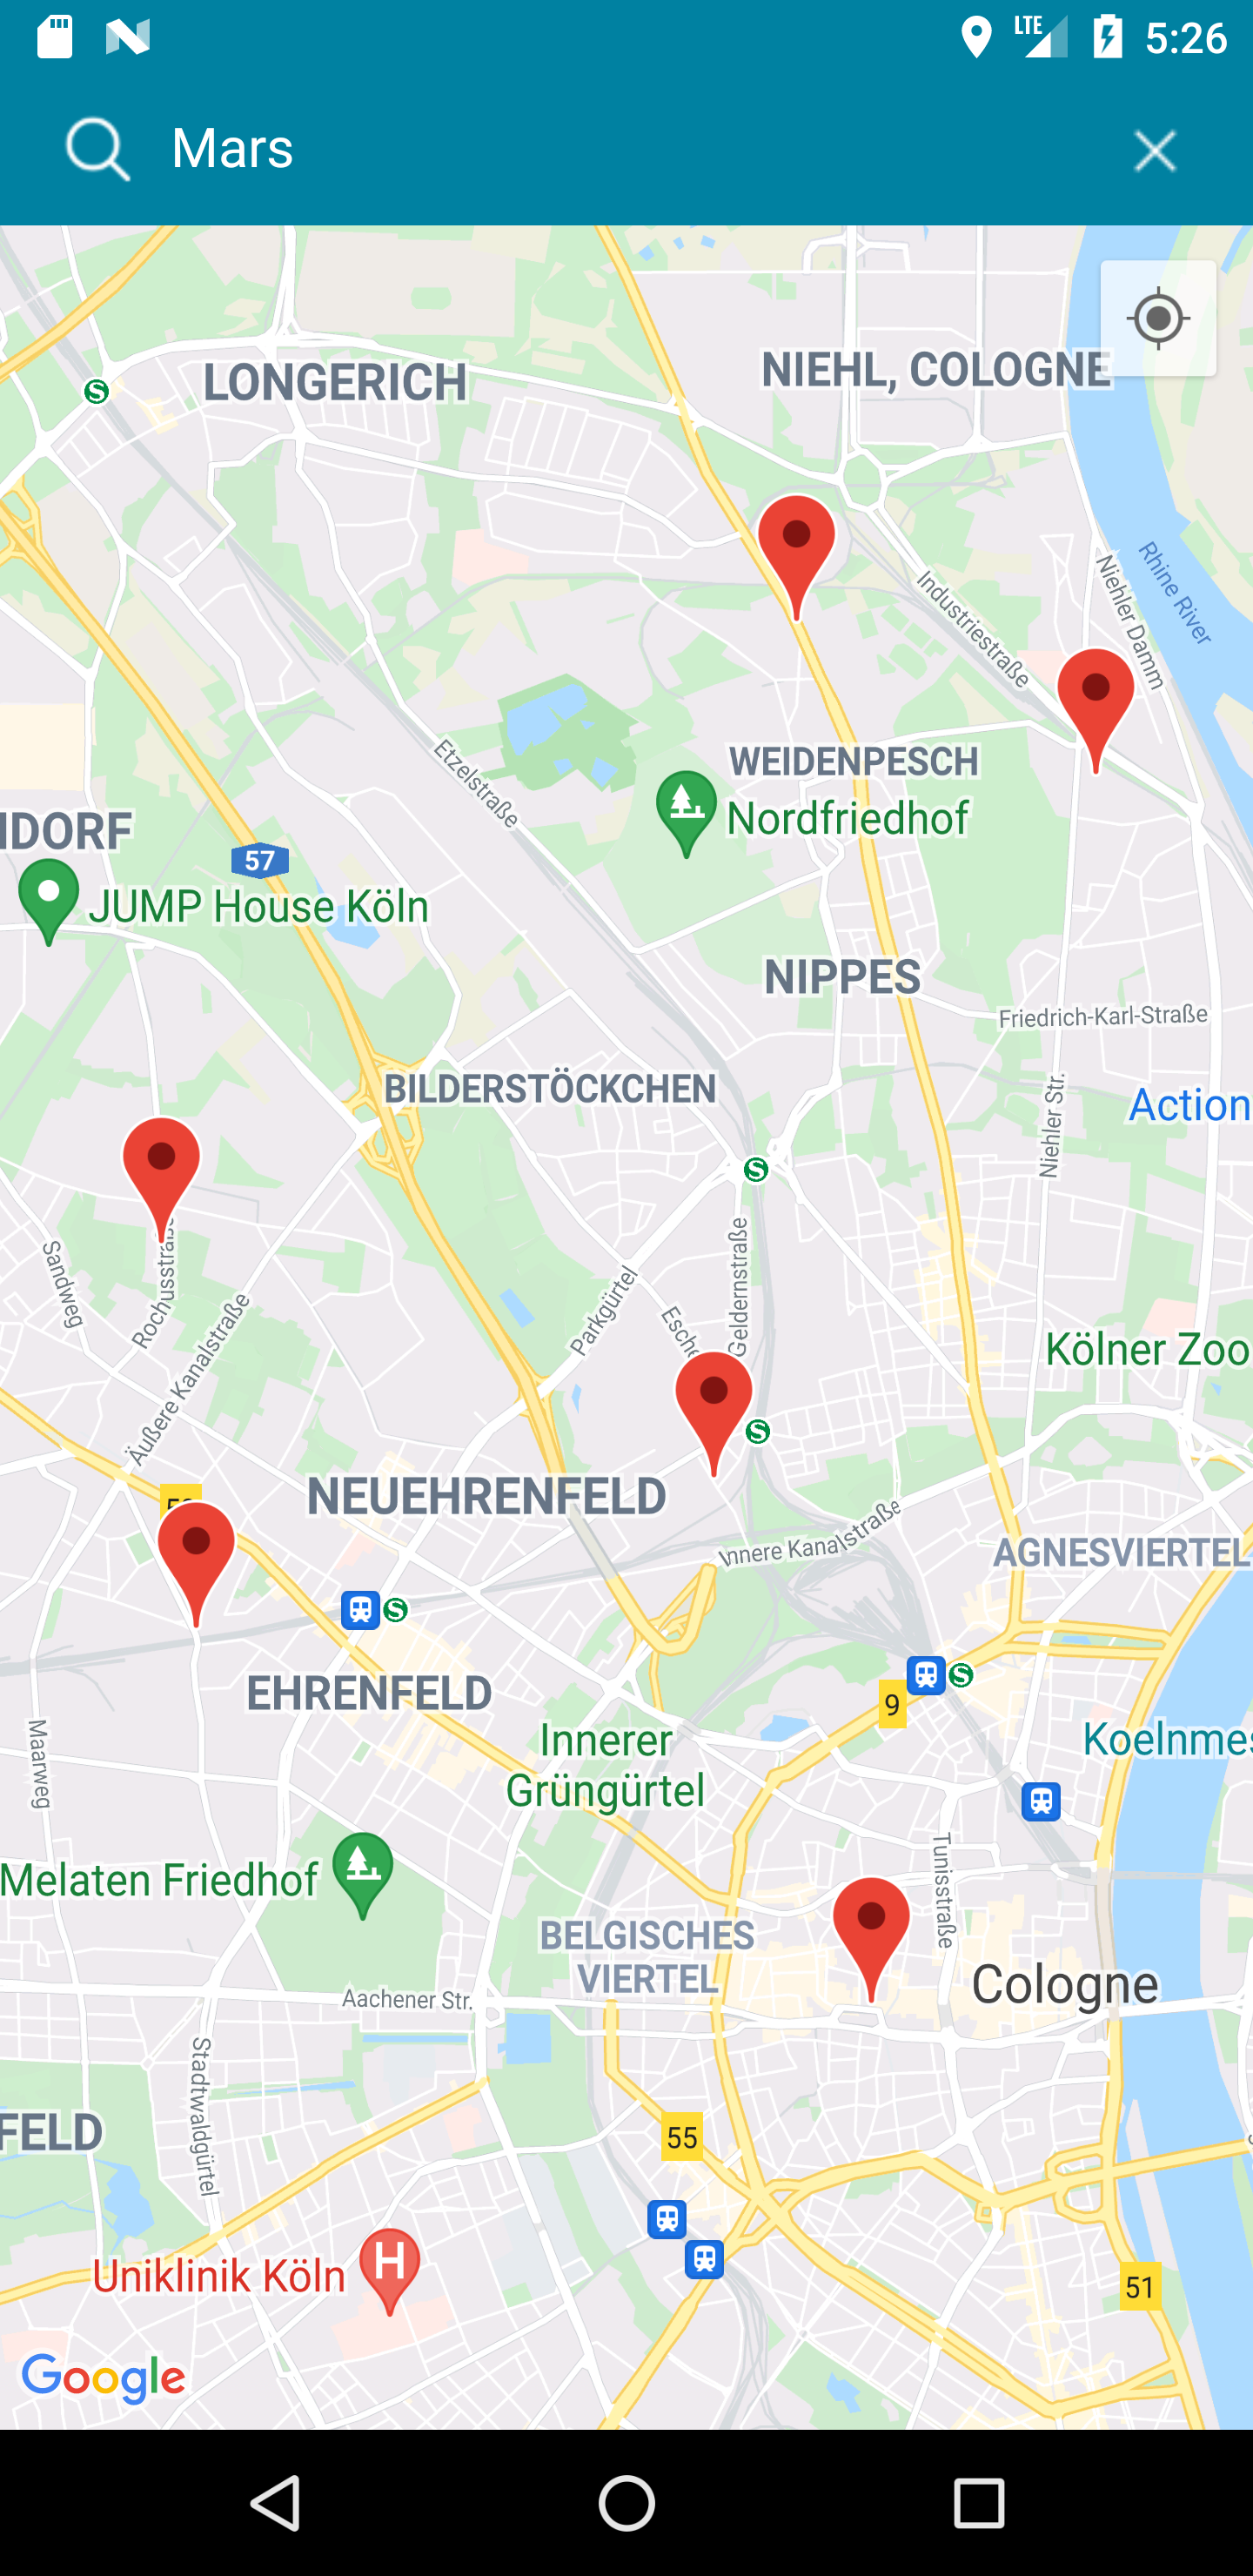 LTE 5:26
Mars
LONGERICH
NIEHL, COLOGNE
S
Rhine River
Niehler Damm
Industriestraße
Etzelstraße
WEIDENPESCH
Nordfriedhof
NDORF
57
JUMP House Köln
NIPPES
Friedrich-Karl-Straße
BILDERSTÖCKCHEN
Action
Niehler Str.
S
Sandweg
Rochusstraße
Äußere Kanalstraße
Parkgürtel
Esche
Geldernstraße
Kölner Zoo
S
NEUEHRENFELD
Innere Kanalstraße
AGNESVIERTEL
S
EHRENFELD
S
9
Maarweg
Innerer
Grüngürtel
Koelnmes
Melaten Friedhof
Tunisstraße
BELGISCHES
VIERTEL
Cologne
Aachener Str.
Stadtwaldgürtel
FELD
55
H
Uniklinik Köln
51
Google